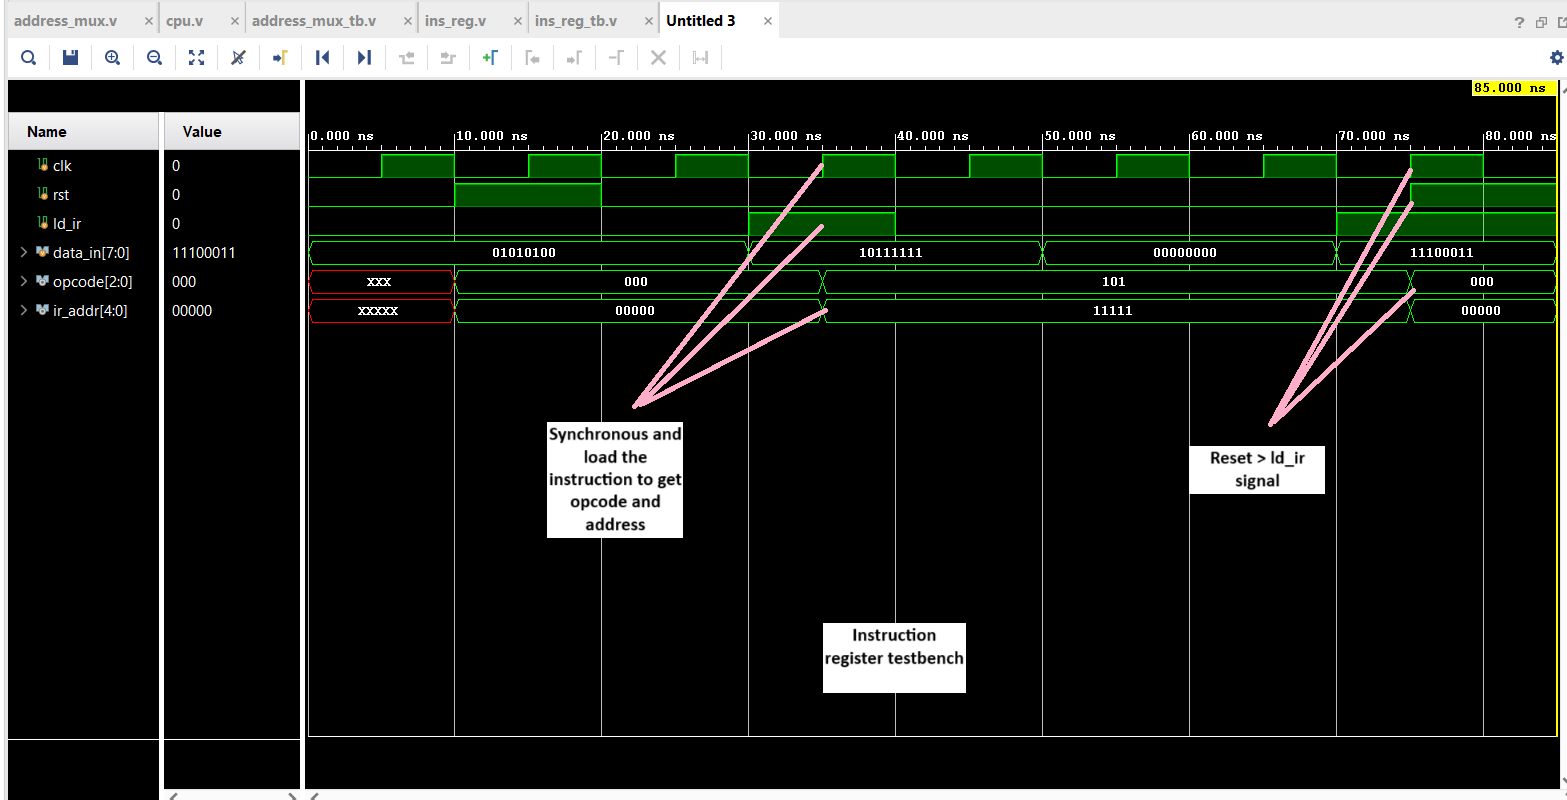 address_mux.v × cpu.v × address_mux_tb.v × ins_reg.v × ins_reg_tb.v × Untitled 3 ×
85.000 ns
Name Value
0.000 ns 10.000 ns 20.000 ns 30.000 ns 40.000 ns 50.000 ns 60.000 ns 70.000 ns 80.000 ns
clk 0
rst 0
ld_ir 0
data_in[7:0] 11100011 01010100 10111111 00000000 11100011
opcode[2:0] 000 XXX 000 101 000
ir_addr[4:0] 00000 XXXXX 00000 11111 00000
Synchronous and
load the
instruction to get
opcode and
address
Reset > ld_ir
signal
Instruction
register testbench